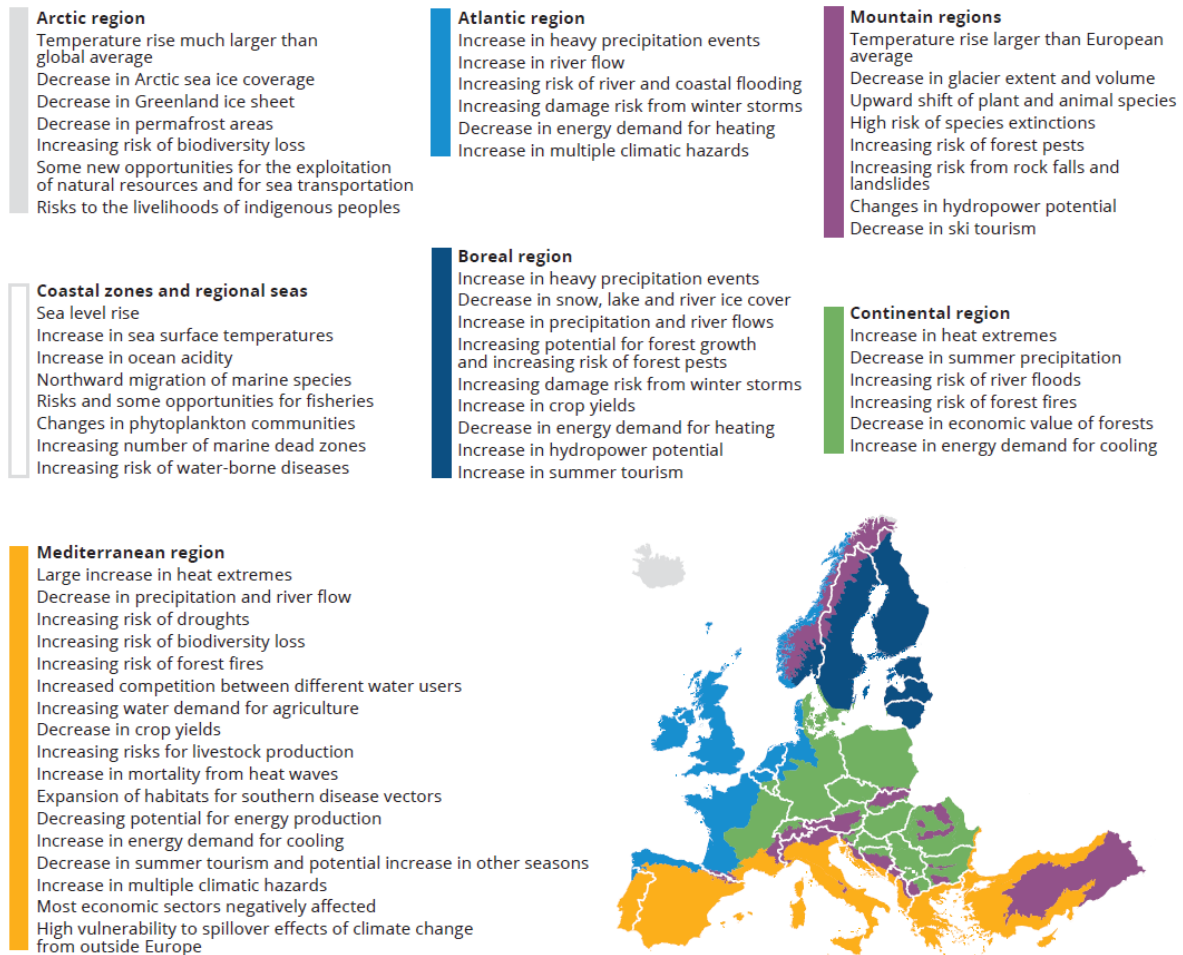 Arctic region
Temperature rise much larger than
global average
Decrease in Arctic sea ice coverage
Decrease in Greenland ice sheet
Decrease in permafrost areas
Increasing risk of biodiversity loss
Some new opportunities for the exploitation
of natural resources and for sea transportation
Risks to the livelihoods of indigenous peoples
Atlantic region
Increase in heavy precipitation events
Increase in river flow
Increasing risk of river and coastal flooding
Increasing damage risk from winter storms
Decrease in energy demand for heating
Increase in multiple climatic hazards
Mountain regions
Temperature rise larger than European
average
Decrease in glacier extent and volume
Upward shift of plant and animal species
High risk of species extinctions
Increasing risk of forest pests
Increasing risk from rock falls and
landslides
Changes in hydropower potential
Decrease in ski tourism
Coastal zones and regional seas
Sea level rise
Increase in sea surface temperatures
Increase in ocean acidity
Northward migration of marine species
Risks and some opportunities for fisheries
Changes in phytoplankton communities
Increasing number of marine dead zones
Increasing risk of water-borne diseases
Boreal region
Increase in heavy precipitation events
Decrease in snow, lake and river ice cover
Increase in precipitation and river flows
Increasing potential for forest growth
and increasing risk of forest pests
Increasing damage risk from winter storms
Increase in crop yields
Decrease in energy demand for heating
Increase in hydropower potential
Increase in summer tourism
Continental region
Increase in heat extremes
Decrease in summer precipitation
Increasing risk of river floods
Increasing risk of forest fires
Decrease in economic value of forests
Increase in energy demand for cooling
Mediterranean region
Large increase in heat extremes
Decrease in precipitation and river flow
Increasing risk of droughts
Increasing risk of biodiversity loss
Increasing risk of forest fires
Increased competition between different water users
Increasing water demand for agriculture
Decrease in crop yields
Increasing risks for livestock production
Increase in mortality from heat waves
Expansion of habitats for southern disease vectors
Decreasing potential for energy production
Increase in energy demand for cooling
Decrease in summer tourism and potential increase in other seasons
Increase in multiple climatic hazards
Most economic sectors negatively affected
High vulnerability to spillover effects of climate change
from outside Europe